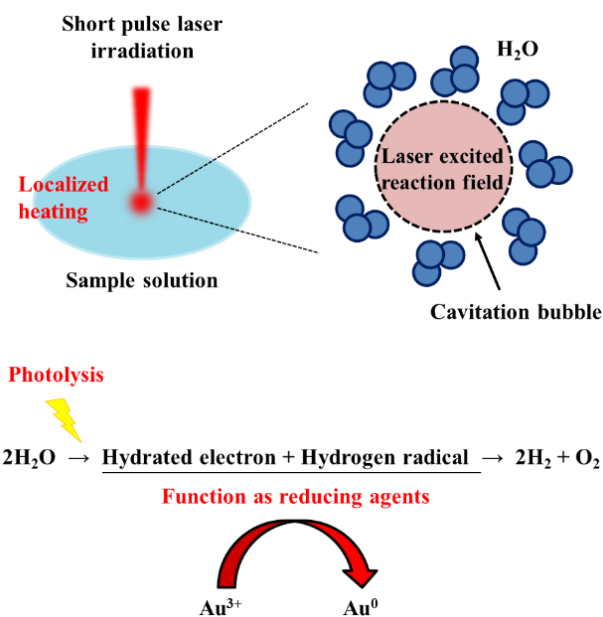 Short pulse laser
irradiation
H₂O
Localized
heating
Laser excited
reaction field
Sample solution
Cavitation bubble
Photolysis
2H₂O → Hydrated electron + Hydrogen radical → 2H₂ + O₂
Function as reducing agents
Au³⁺ Au⁰